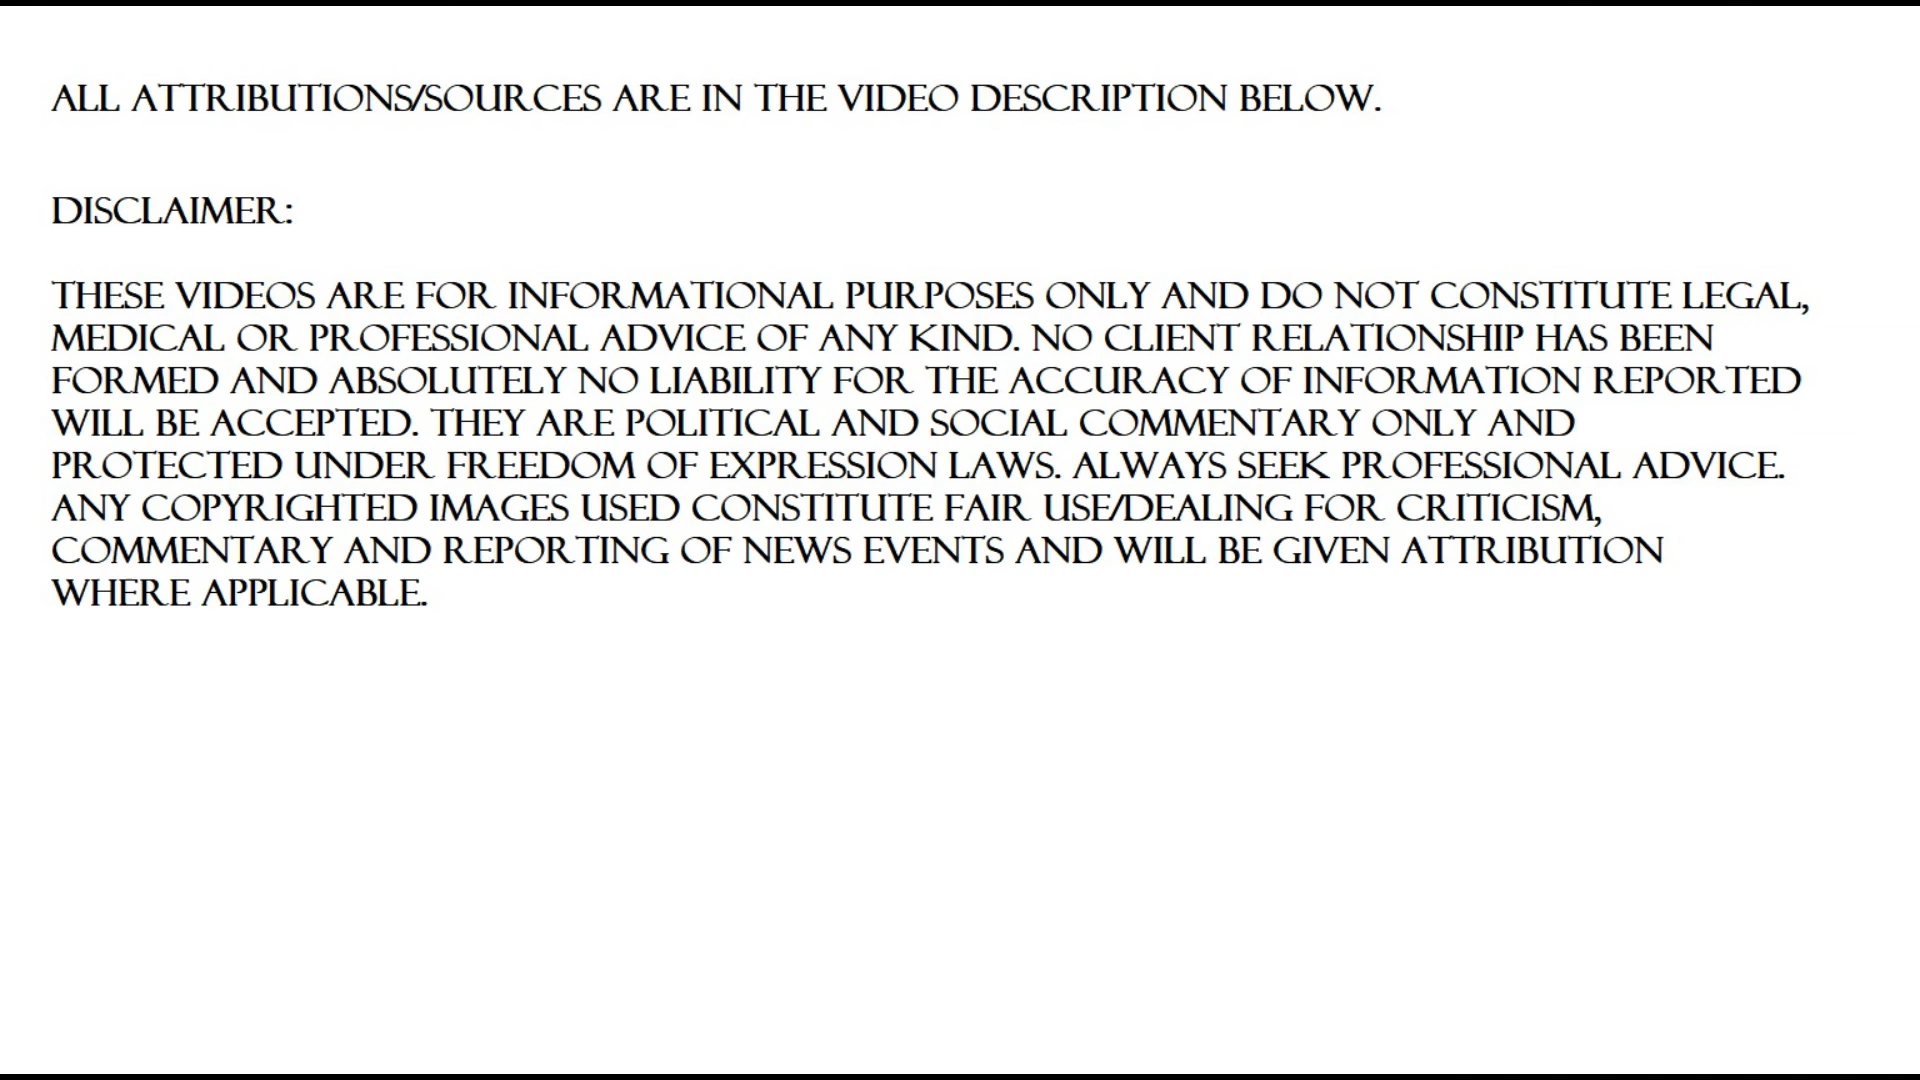 ALL ATTRIBUTIONS/SOURCES ARE IN THE VIDEO DESCRIPTION BELOW.
DISCLAIMER:
THESE VIDEOS ARE FOR INFORMATIONAL PURPOSES ONLY AND DO NOT CONSTITUTE LEGAL,
MEDICAL OR PROFESSIONAL ADVICE OF ANY KIND. NO CLIENT RELATIONSHIP HAS BEEN
FORMED AND ABSOLUTELY NO LIABILITY FOR THE ACCURACY OF INFORMATION REPORTED
WILL BE ACCEPTED. THEY ARE POLITICAL AND SOCIAL COMMENTARY ONLY AND
PROTECTED UNDER FREEDOM OF EXPRESSION LAWS. ALWAYS SEEK PROFESSIONAL ADVICE.
ANY COPYRIGHTED IMAGES USED CONSTITUTE FAIR USE/DEALING FOR CRITICISM,
COMMENTARY AND REPORTING OF NEWS EVENTS AND WILL BE GIVEN ATTRIBUTION
WHERE APPLICABLE.